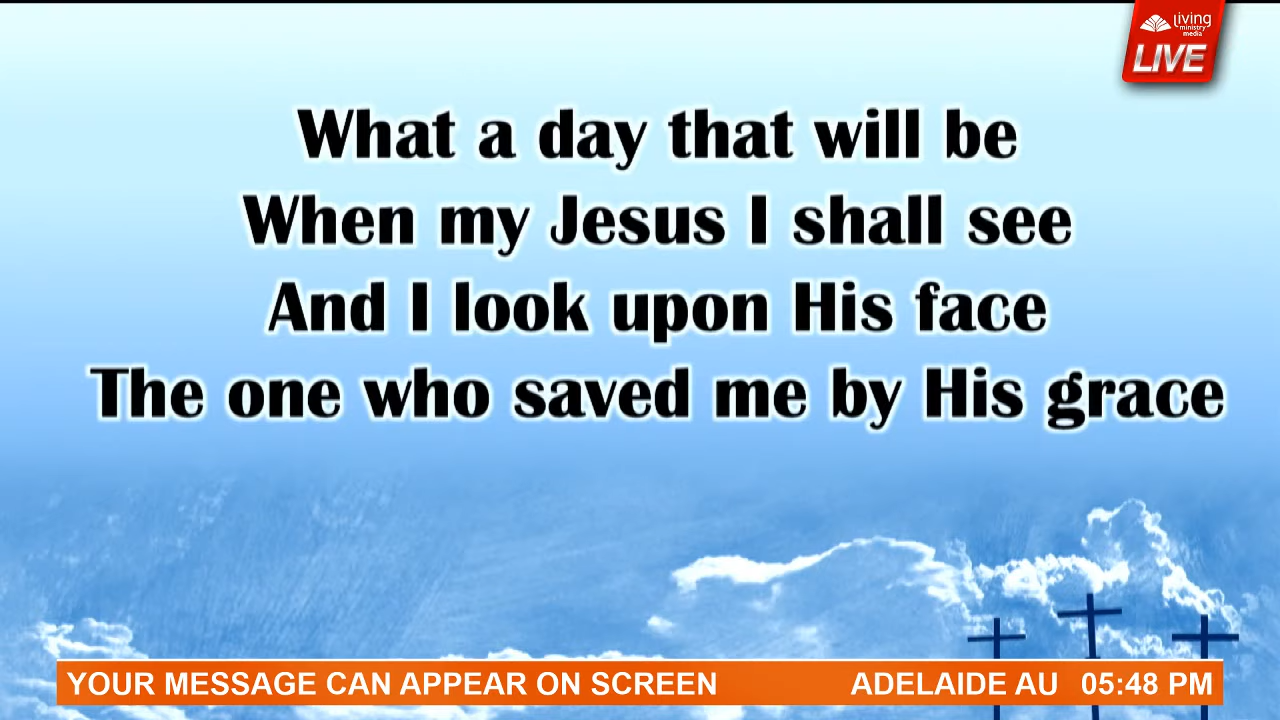 living
ministry
media
LIVE
What a day that will be
When my Jesus I shall see
And I look upon His face
The one who saved me by His grace
YOUR MESSAGE CAN APPEAR ON SCREEN ADELAIDE AU 05:48 PM